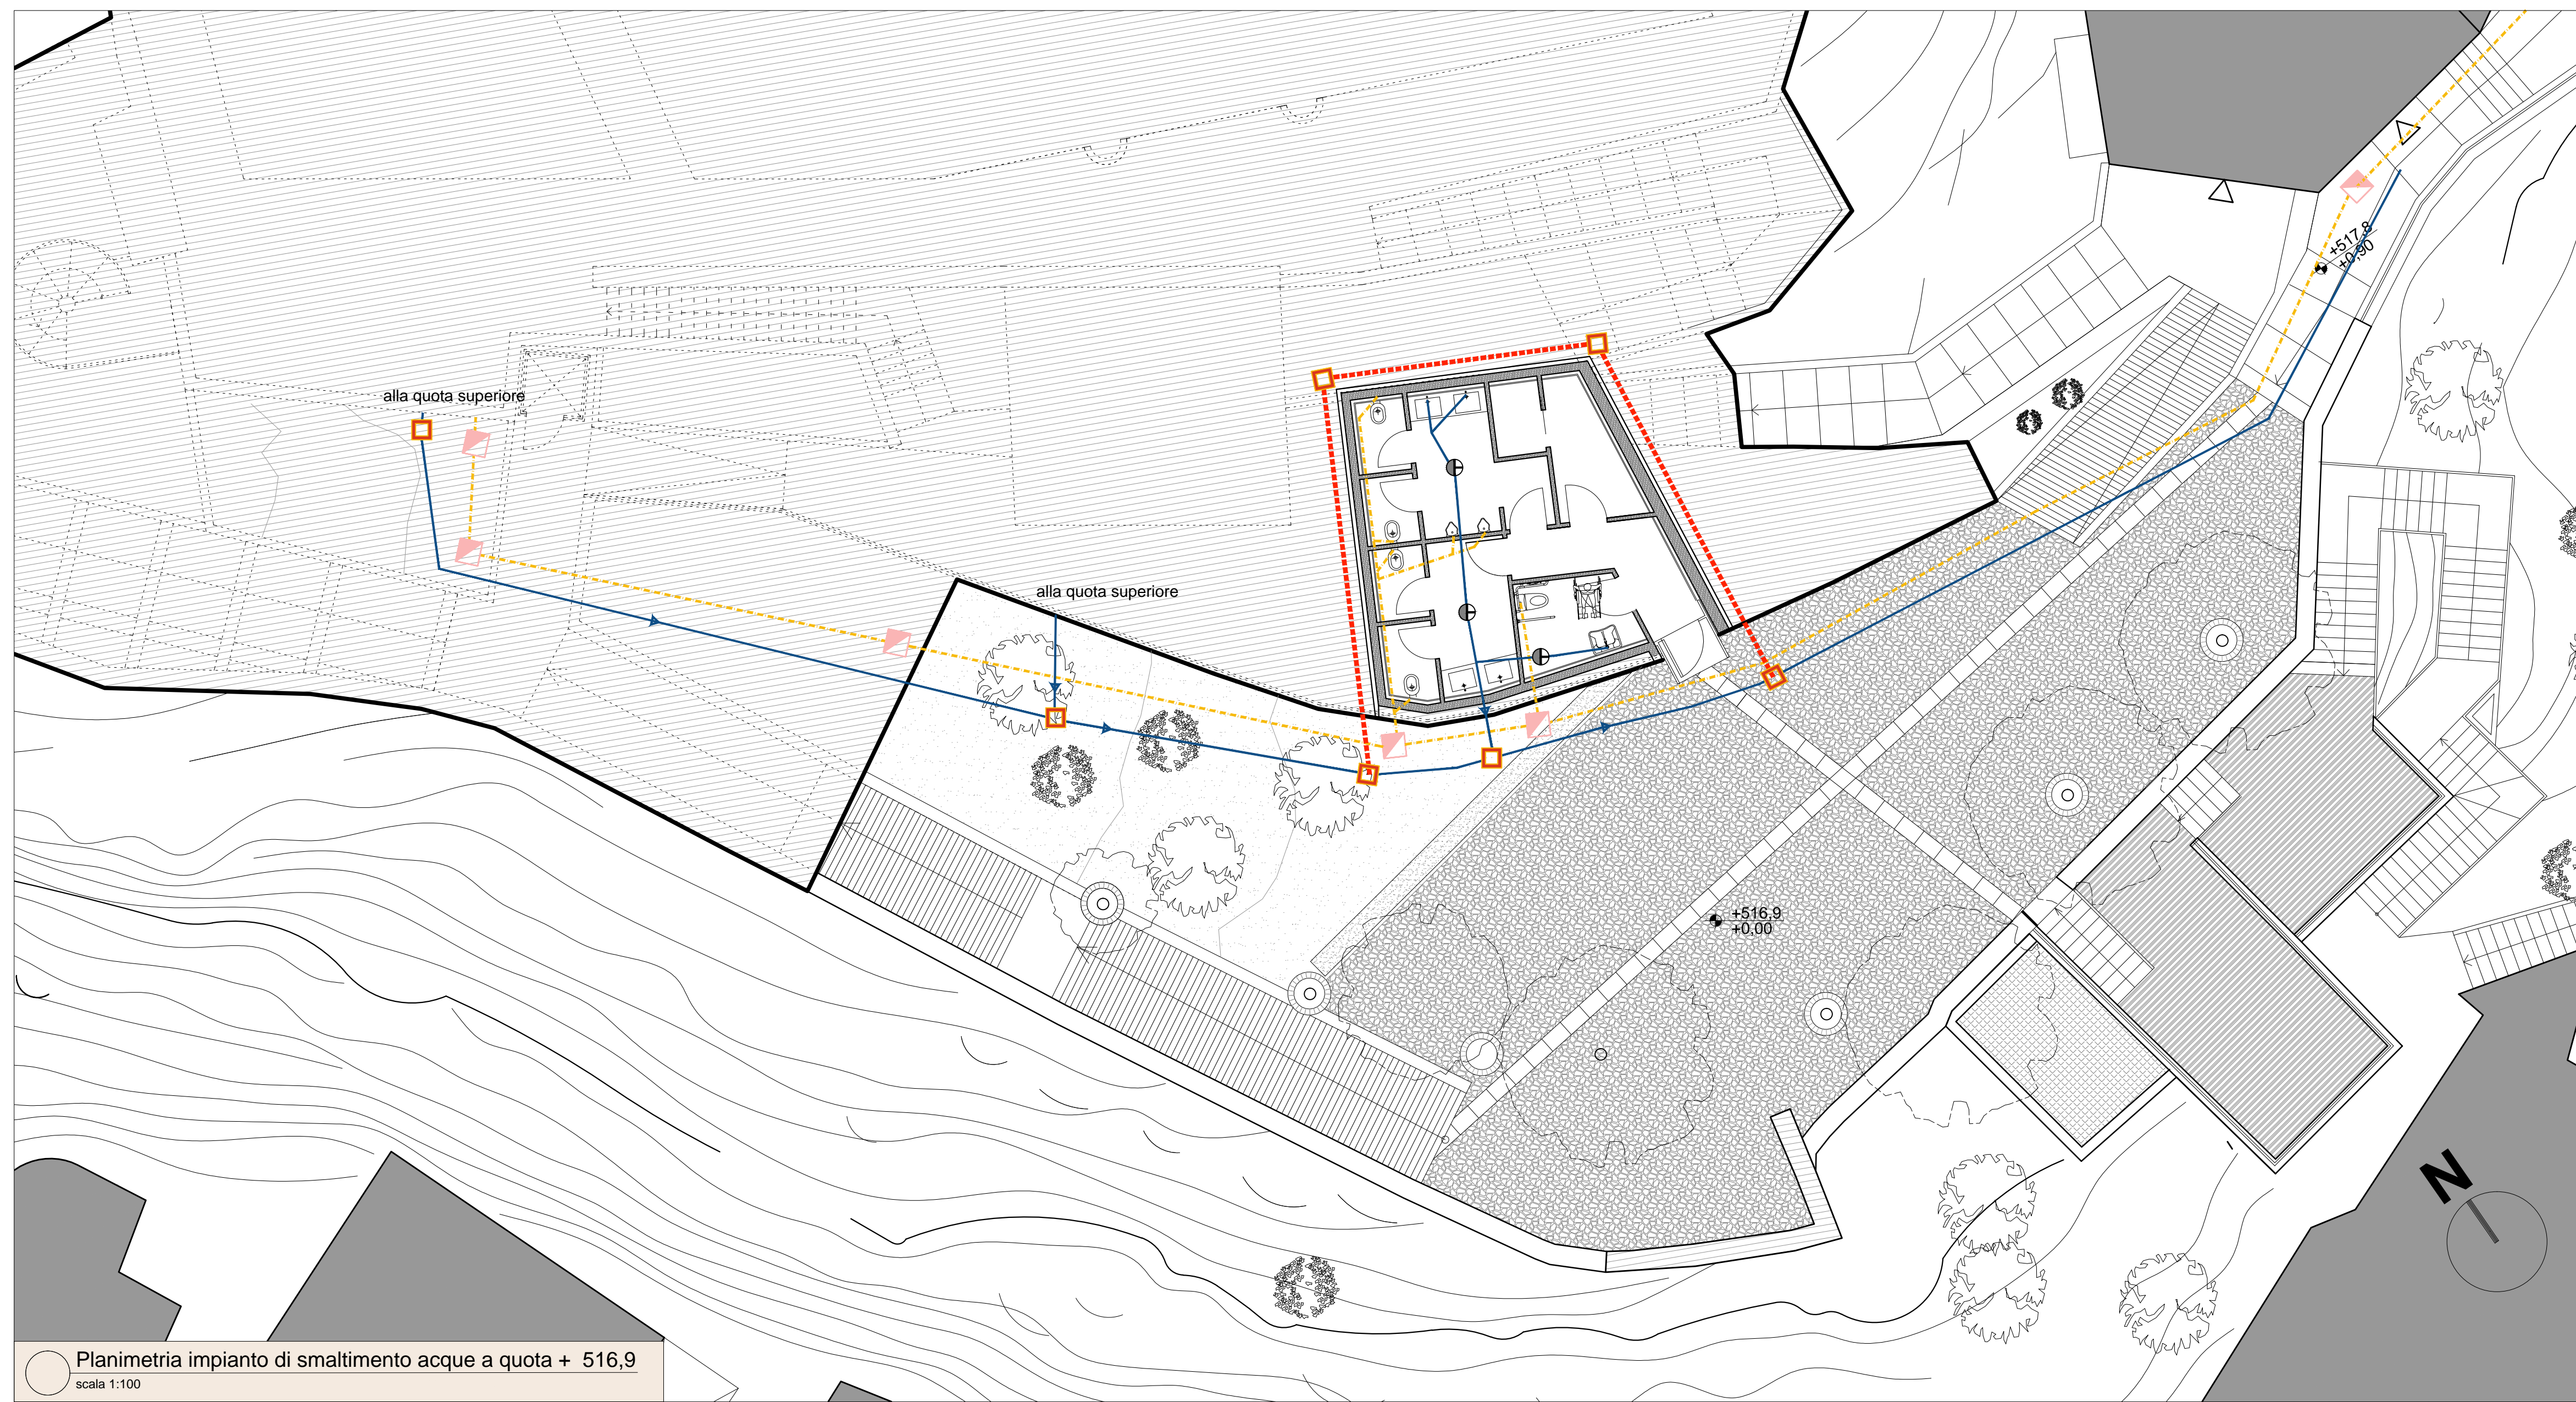 +517,8
+0,90
alla quota superiore
alla quota superiore
+516,9
+0,00
N
Planimetria impianto di smaltimento acque a quota + 516,9
scala 1:100